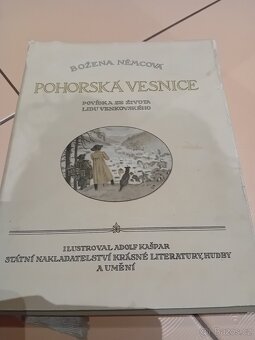 BOŽENA NĚMCOVÁ
POHORSKÁ VESNICE
POVÍDKA ZE ŽIVOTA
LIDU VENKOVSKÉHO
ILUSTROVAL ADOLF KAŠPAR
STÁTNÍ NAKLADATELSTVÍ KRÁSNÉ LITERATURY, HUDBY
A UMĚNÍ